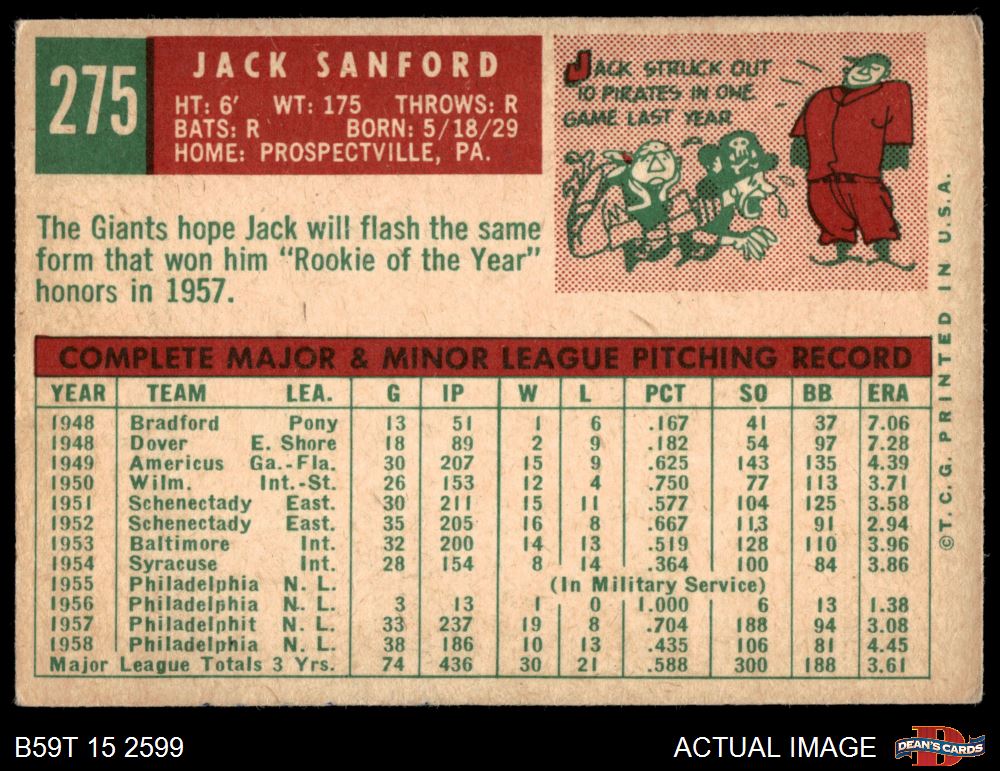 275
JACK SANFORD
HT: 6' WT: 175 THROWS: R
BATS: R BORN: 5/18/29
HOME: PROSPECTVILLE, PA.
JACK STRUCK OUT
10 PIRATES IN ONE
GAME LAST YEAR
The Giants hope Jack will flash the same
form that won him "Rookie of the Year"
honors in 1957.
COMPLETE MAJOR & MINOR LEAGUE PITCHING RECORD
YEAR TEAM LEA. G IP W L PCT SO BB ERA
1948 Bradford Pony 13 51 1 6 .167 41 37 7.06
1948 Dover E. Shore 18 89 2 9 .182 54 97 7.28
1949 Americus Ga.-Fla. 30 207 15 9 .625 143 135 4.39
1950 Wilm. Int.-St. 26 153 12 4 .750 77 113 3.71
1951 Schenectady East. 30 211 15 11 .577 104 125 3.58
1952 Schenectady East. 35 205 16 8 .667 113 91 2.94
1953 Baltimore Int. 32 200 14 13 .519 128 110 3.96
1954 Syracuse Int. 28 154 8 14 .364 100 84 3.86
1955 Philadelphia N. L. (In Military Service)
1956 Philadelphia N. L. 3 13 1 0 1.000 6 13 1.38
1957 Philadelphit N. L. 33 237 19 8 .704 188 94 3.08
1958 Philadelphia N. L. 38 186 10 13 .435 106 81 4.45
Major League Totals 3 Yrs. 74 436 30 21 .588 300 188 3.61
©T. C. G. PRINTED IN U.S.A.
B59T 15 2599
ACTUAL IMAGE
DEAN'S CARDS